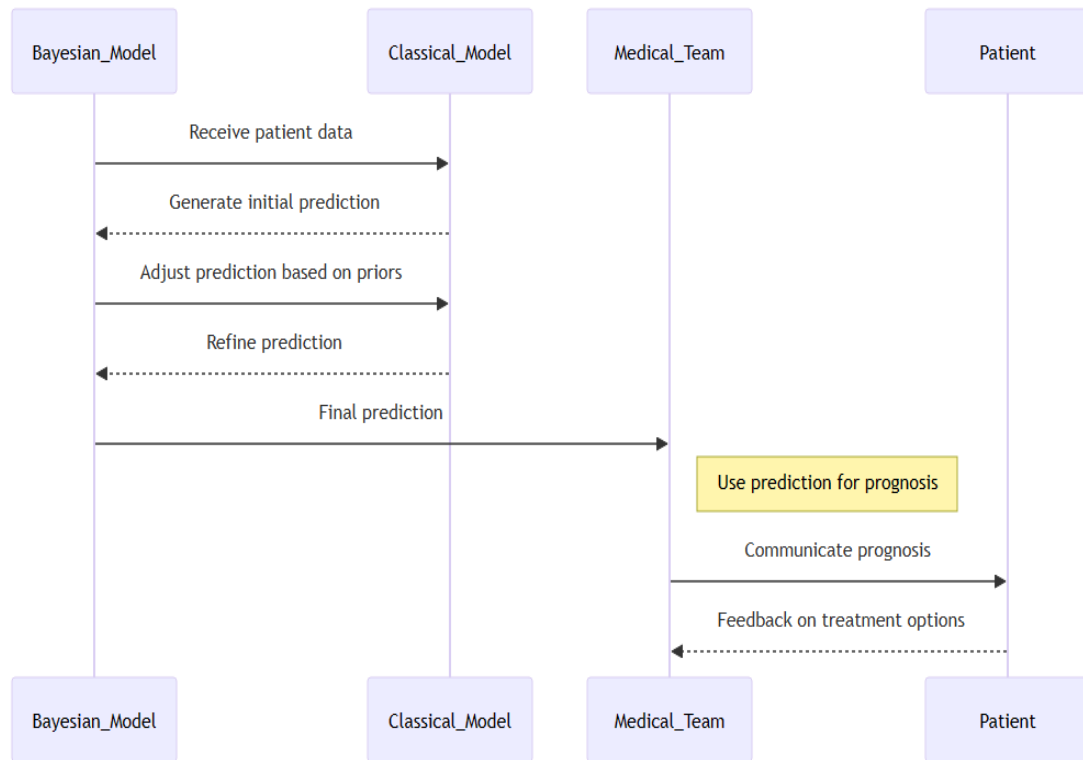 Bayesian_Model
Classical_Model
Medical_Team
Patient
Receive patient data
Generate initial prediction
Adjust prediction based on priors
Refine prediction
Final prediction
Use prediction for prognosis
Communicate prognosis
Feedback on treatment options
Bayesian_Model
Classical_Model
Medical_Team
Patient